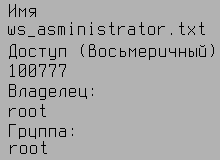 Имя
ws_asministrator.txt
Доступ (Восьмеричный)
100777
Владелец:
root
Группа:
root